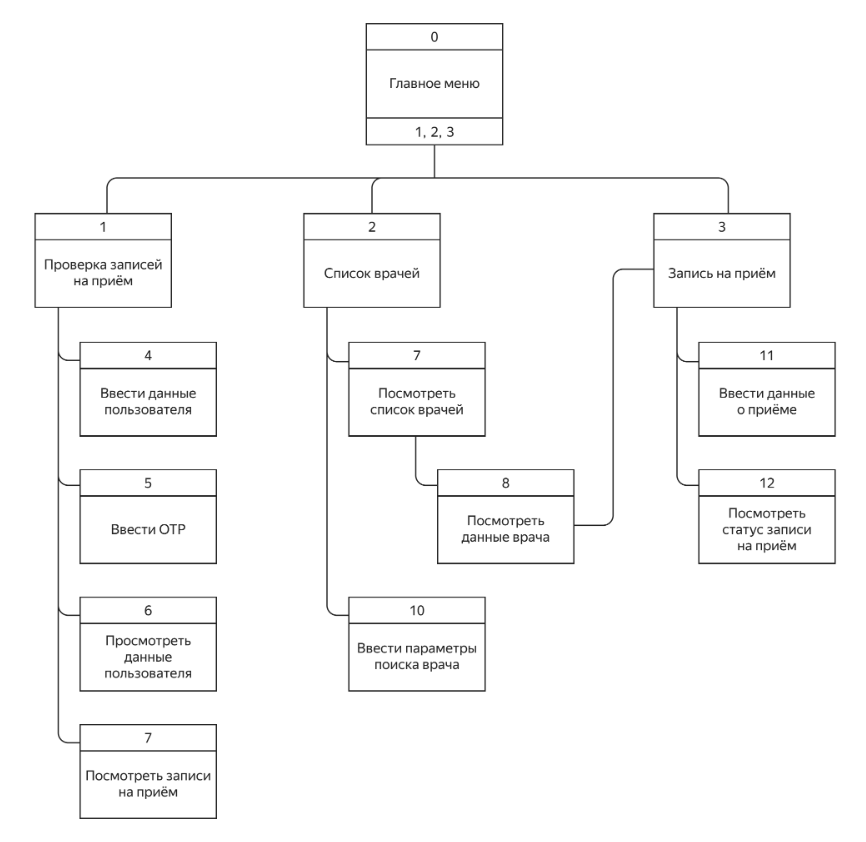 0
Главное меню
1, 2, 3
1
Проверка записей
на приём
2
Список врачей
3
Запись на приём
4
Ввести данные
пользователя
7
Посмотреть
список врачей
11
Ввести данные
о приёме
5
Ввести OTP
8
Посмотреть
данные врача
12
Посмотреть
статус записи
на приём
6
Просмотреть
данные
пользователя
10
Ввести параметры
поиска врача
7
Посмотреть записи
на приём